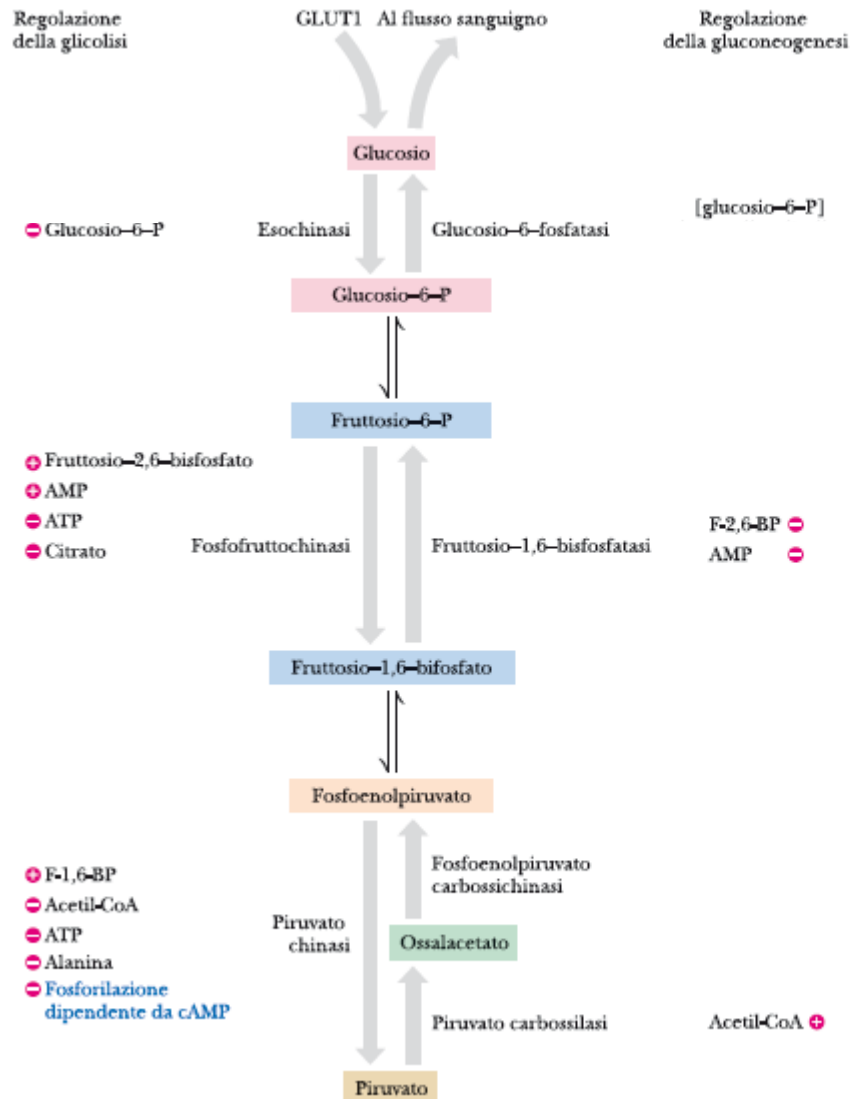 Regolazione
della glicolisi
GLUT1
Al flusso sanguigno
Regolazione
della gluconeogenesi
Glucosio
⊖ Glucosio–6–P
Esochinasi
Glucosio–6–fosfatasi
[glucosio–6–P]
Glucosio–6–P
Fruttosio–6–P
⊕ Fruttosio–2,6–bisfosfato
⊕ AMP
⊖ ATP
⊖ Citrato
Fosfofruttochinasi
Fruttosio–1,6–bisfosfatasi
F-2,6-BP ⊖
AMP ⊖
Fruttosio–1,6–bifosfato
Fosfoenolpiruvato
⊕ F-1,6-BP
⊖ Acetil-CoA
⊖ ATP
⊖ Alanina
⊖ Fosforilazione
dipendente da cAMP
Piruvato
chinasi
Fosfoenolpiruvato
carbossichinasi
Ossalacetato
Piruvato carbossilasi
Acetil-CoA ⊕
Piruvato